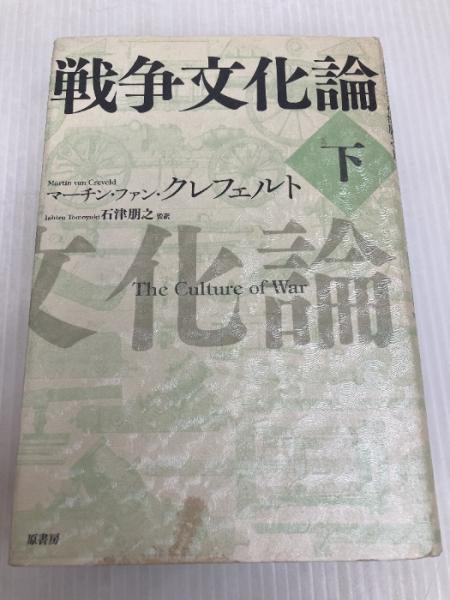 戦争文化論
下
Martin van Creveld
マーチン・ファン・クレフェルト
Ishizu Tomoyuki 石津朋之 監訳
文化論
The Culture of War
原書房